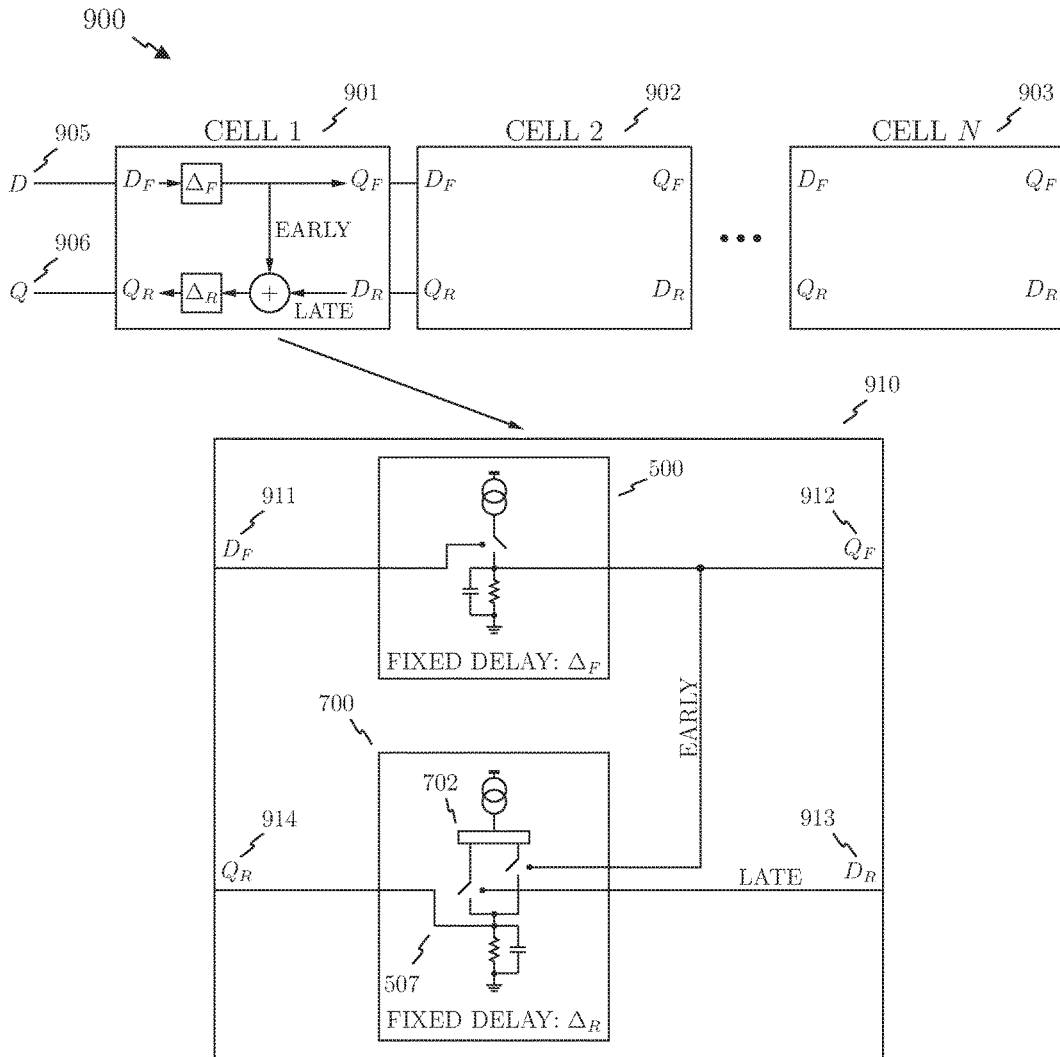 900
901
902
903
CELL 1
CELL 2
CELL N
905
D
D_F
Δ_F
Q_F
D_F
Q_F
D_F
Q_F
EARLY
906
Q
Q_R
Δ_R
+
D_R
Q_R
D_R
Q_R
D_R
LATE
910
500
911
912
D_F
Q_F
FIXED DELAY: Δ_F
EARLY
700
702
914
913
Q_R
LATE
D_R
507
FIXED DELAY: Δ_R